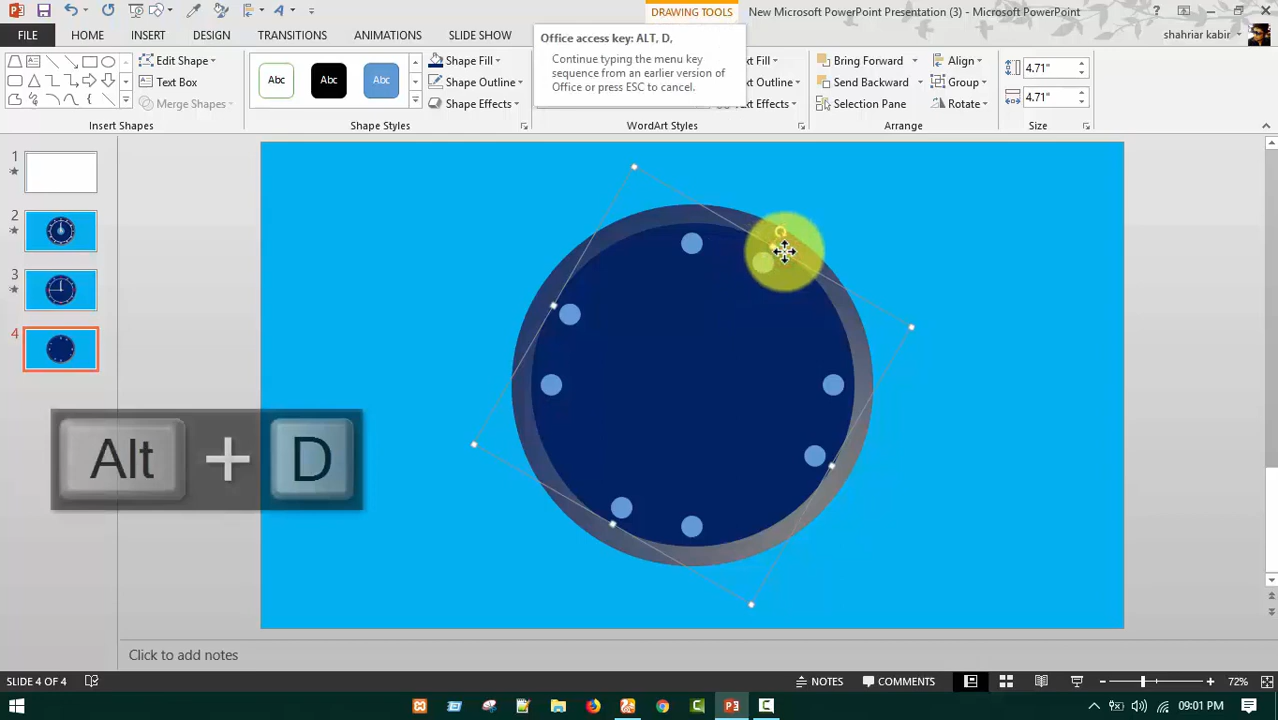 DRAWING TOOLS
New Microsoft PowerPoint Presentation (3) - Microsoft PowerPoint
FILE
HOME
INSERT
DESIGN
TRANSITIONS
ANIMATIONS
SLIDE SHOW
shahriar kabir
Edit Shape
Text Box
Merge Shapes
Insert Shapes
Abc
Abc
Abc
Shape Fill
Shape Outline
Shape Effects
Shape Styles
Office access key: ALT, D,
Continue typing the menu key
sequence from an earlier version of
Office or press ESC to cancel.
t Fill
t Outline
t Effects
WordArt Styles
Bring Forward
Send Backward
Selection Pane
Align
Group
Rotate
Arrange
4.71"
4.71"
Size
1
2
3
4
Alt + D
Click to add notes
SLIDE 4 OF 4
NOTES
COMMENTS
72%
09:01 PM